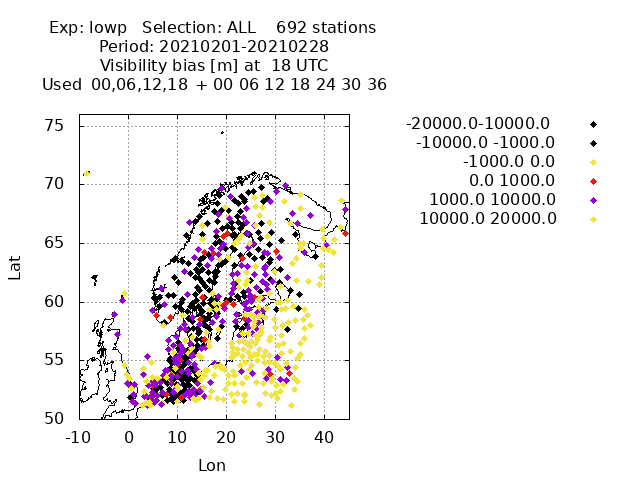 Exp: lowp Selection: ALL 692 stations
Period: 20210201-20210228
Visibility bias [m] at 18 UTC
Used 00,06,12,18 + 00 06 12 18 24 30 36
-20000.0-10000.0
-10000.0 -1000.0
-1000.0 0.0
0.0 1000.0
1000.0 10000.0
10000.0 20000.0
75
70
65
60
55
50
Lat
-10 0 10 20 30 40
Lon